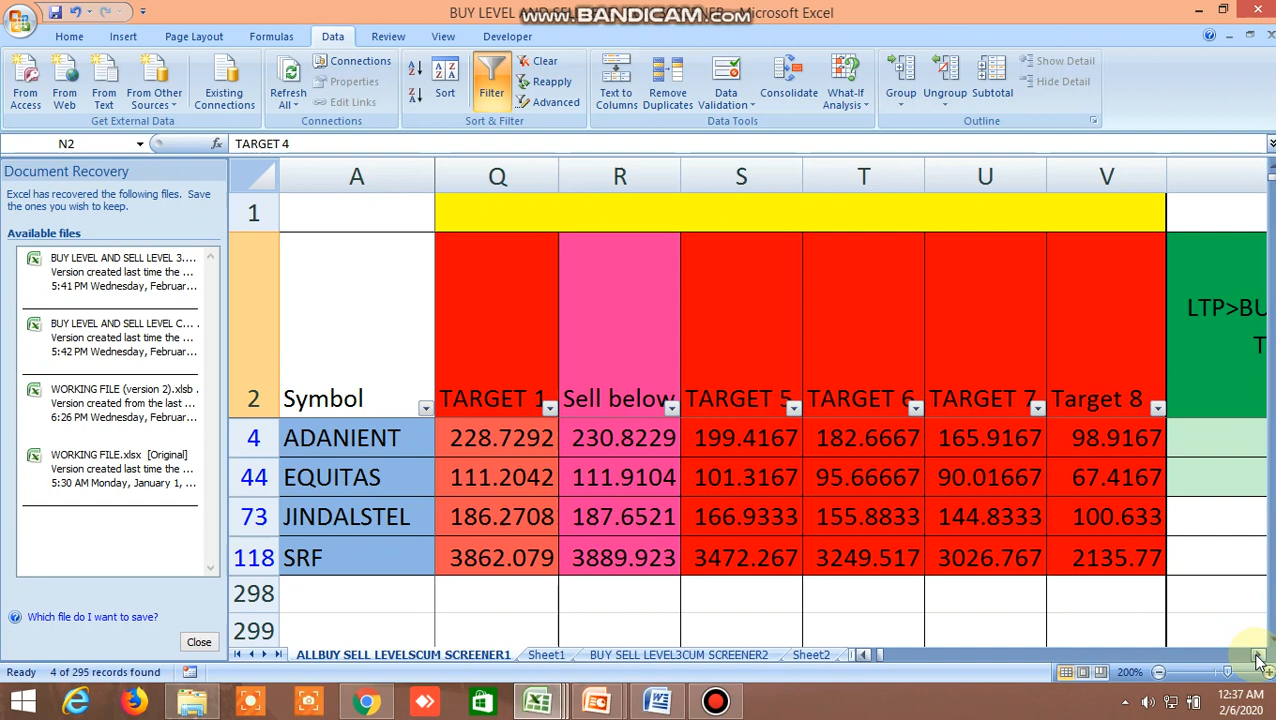 BUY LEVEL AND SELL
- Microsoft Excel
www.BANDICAM.com
Home Insert Page Layout Formulas Data Review View Developer
From Access
From Web
From Text
From Other Sources
Existing Connections
Get External Data
Refresh All
Connections
Properties
Edit Links
Connections
Sort
Filter
Clear
Reapply
Advanced
Sort & Filter
Text to Columns
Remove Duplicates
Data Validation
Consolidate
What-If Analysis
Data Tools
Group
Ungroup
Subtotal
Show Detail
Hide Detail
Outline
N2 fx TARGET 4
Document Recovery
Excel has recovered the following files. Save
the ones you wish to keep.
Available files
BUY LEVEL AND SELL LEVEL 3....
Version created last time the ...
5:41 PM Wednesday, Februar...
BUY LEVEL AND SELL LEVEL C...
Version created last time the ...
5:42 PM Wednesday, Februar...
WORKING FILE (version 2).xlsb
Version created from the last ...
6:26 PM Wednesday, Februar...
WORKING FILE.xlsx [Original]
Version created last time the ...
5:30 AM Monday, January 1, ...
Which file do I want to save?
Close
A Q R S T U V
1
2 Symbol TARGET 1 Sell below TARGET 5 TARGET 6 TARGET 7 Target 8
LTP>BU
T
4 ADANIENT 228.7292 230.8229 199.4167 182.6667 165.9167 98.9167
44 EQUITAS 111.2042 111.9104 101.3167 95.66667 90.01667 67.4167
73 JINDALSTEL 186.2708 187.6521 166.9333 155.8833 144.8333 100.633
118 SRF 3862.079 3889.923 3472.267 3249.517 3026.767 2135.77
298
299
ALLBUY SELL LEVELSCUM SCREENER1 Sheet1 BUY SELL LEVEL3CUM SCREENER2 Sheet2
Ready 4 of 295 records found 200%
12:37 AM
2/6/2020